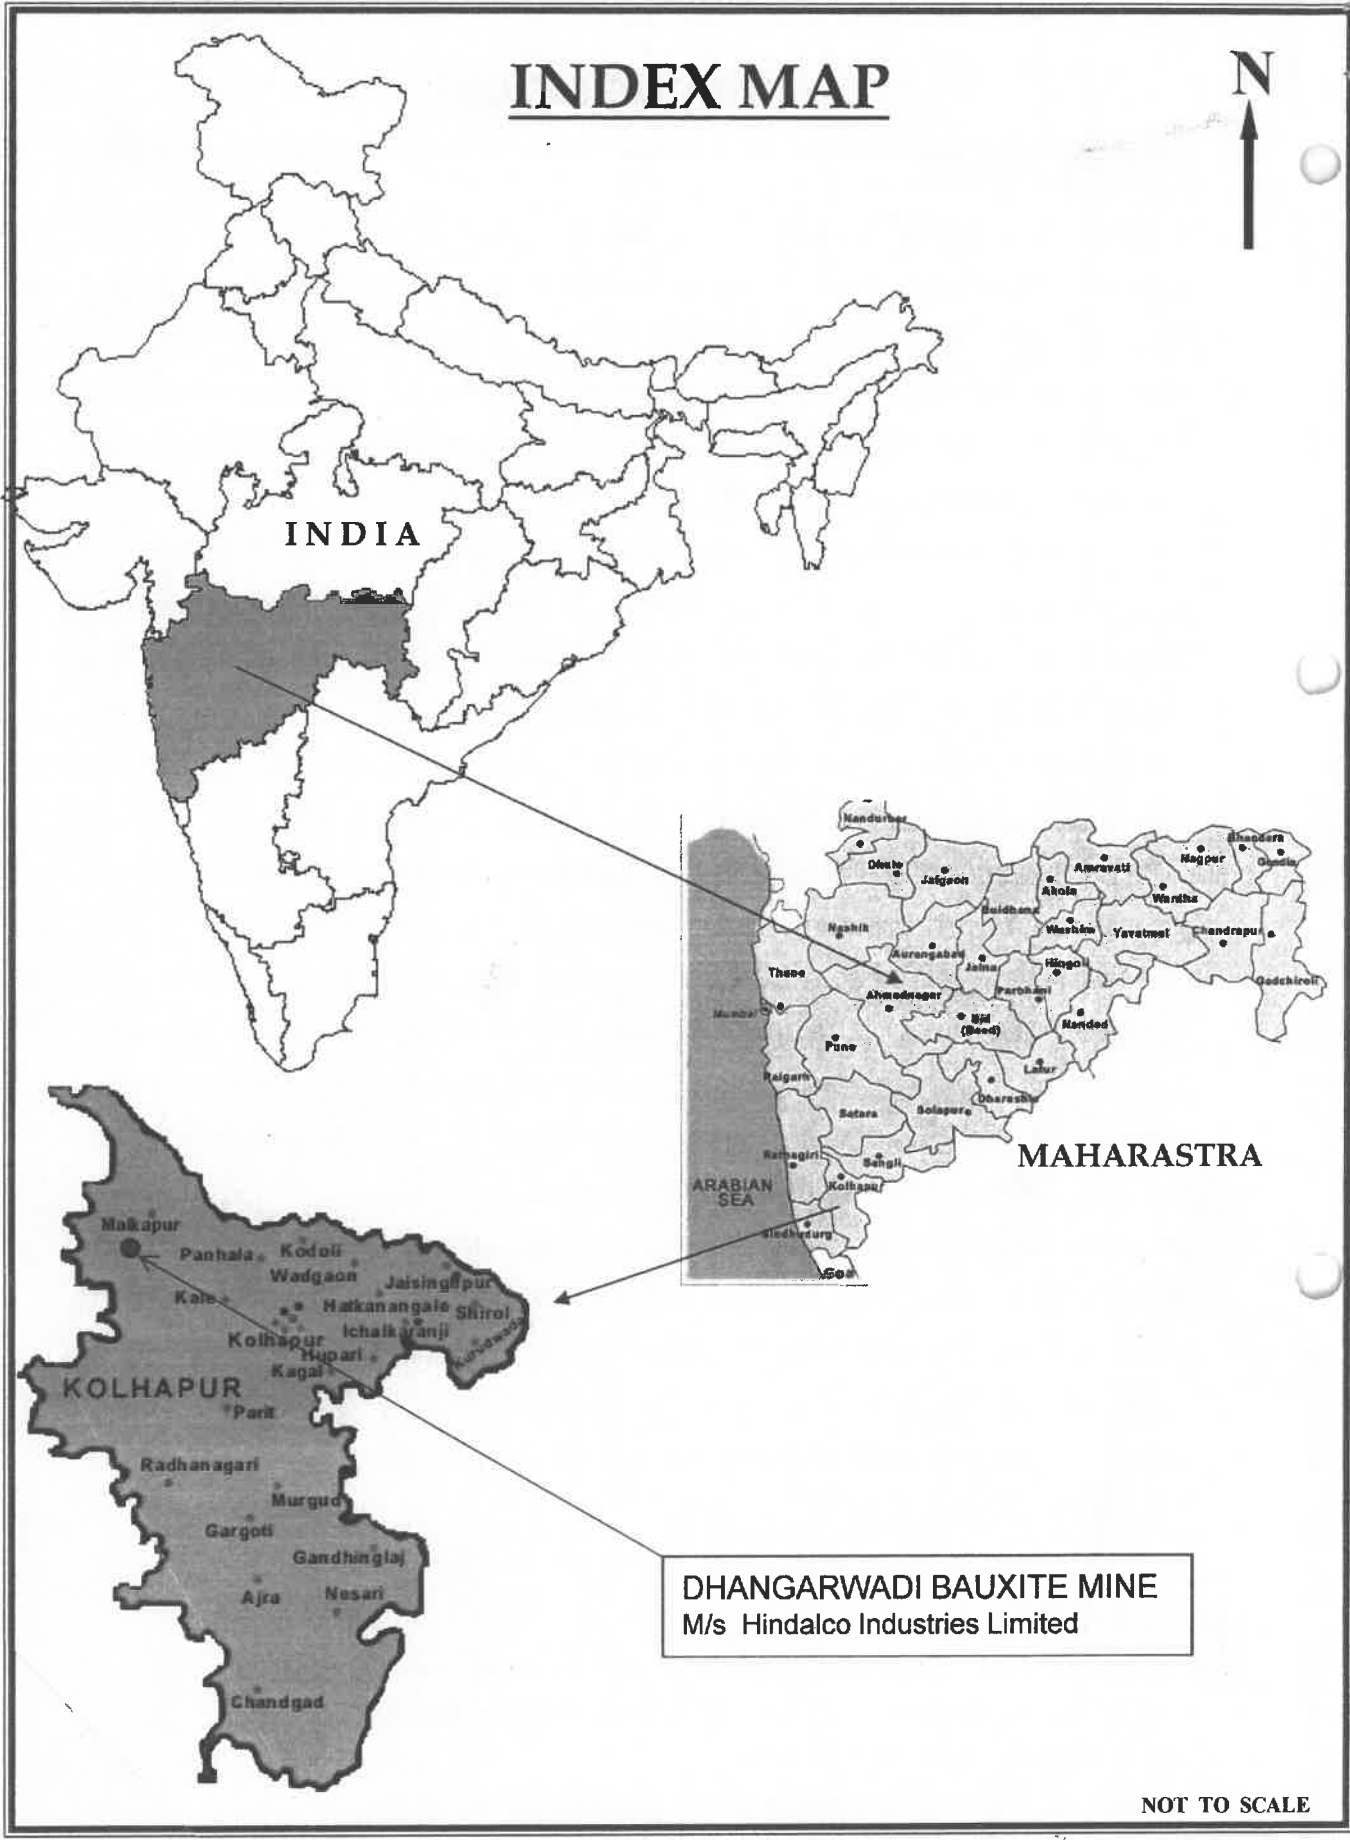 INDEX MAP
N
INDIA
Nandurbar
Dhule
Jalgaon
Buldhana
Akola
Amravati
Nagpur
Bhandara
Gondia
Wardha
Nashik
Aurangabad
Jalna
Washim
Yavatmal
Chandrapur
Hingoli
Parbhani
Gadchiroli
Thane
Mumbai
Ahmednagar
Bid
(Beed)
Nanded
Pune
Raigarh
Latur
Dharashiv
Satara
Solapur
MAHARASTRA
Ratnagiri
Sangli
Kolhapur
ARABIAN
SEA
Sindhudurg
Goa
Malkapur
Panhala
Kodoli
Wadgaon
Jaisingpur
Kale
Hatkanangale
Shirol
Kolhapur
Ichalkaranji
Kurudwada
Hupari
Kagal
KOLHAPUR
Parit
Radhanagari
Murgud
Gargoti
Gandhinglaj
Ajra
Nesari
Chandgad
DHANGARWADI BAUXITE MINE
M/s Hindalco Industries Limited
NOT TO SCALE